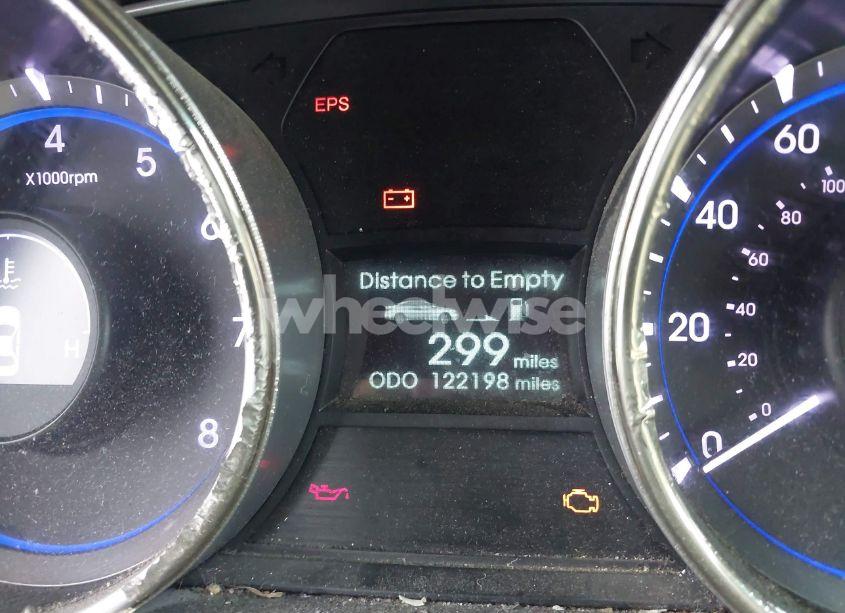 EPS
4
5
X1000rpm
6
7
8
H
Distance to Empty
299 miles
ODO 122198 miles
wheelwise
60
100
40
80
60
20
40
20
0
0